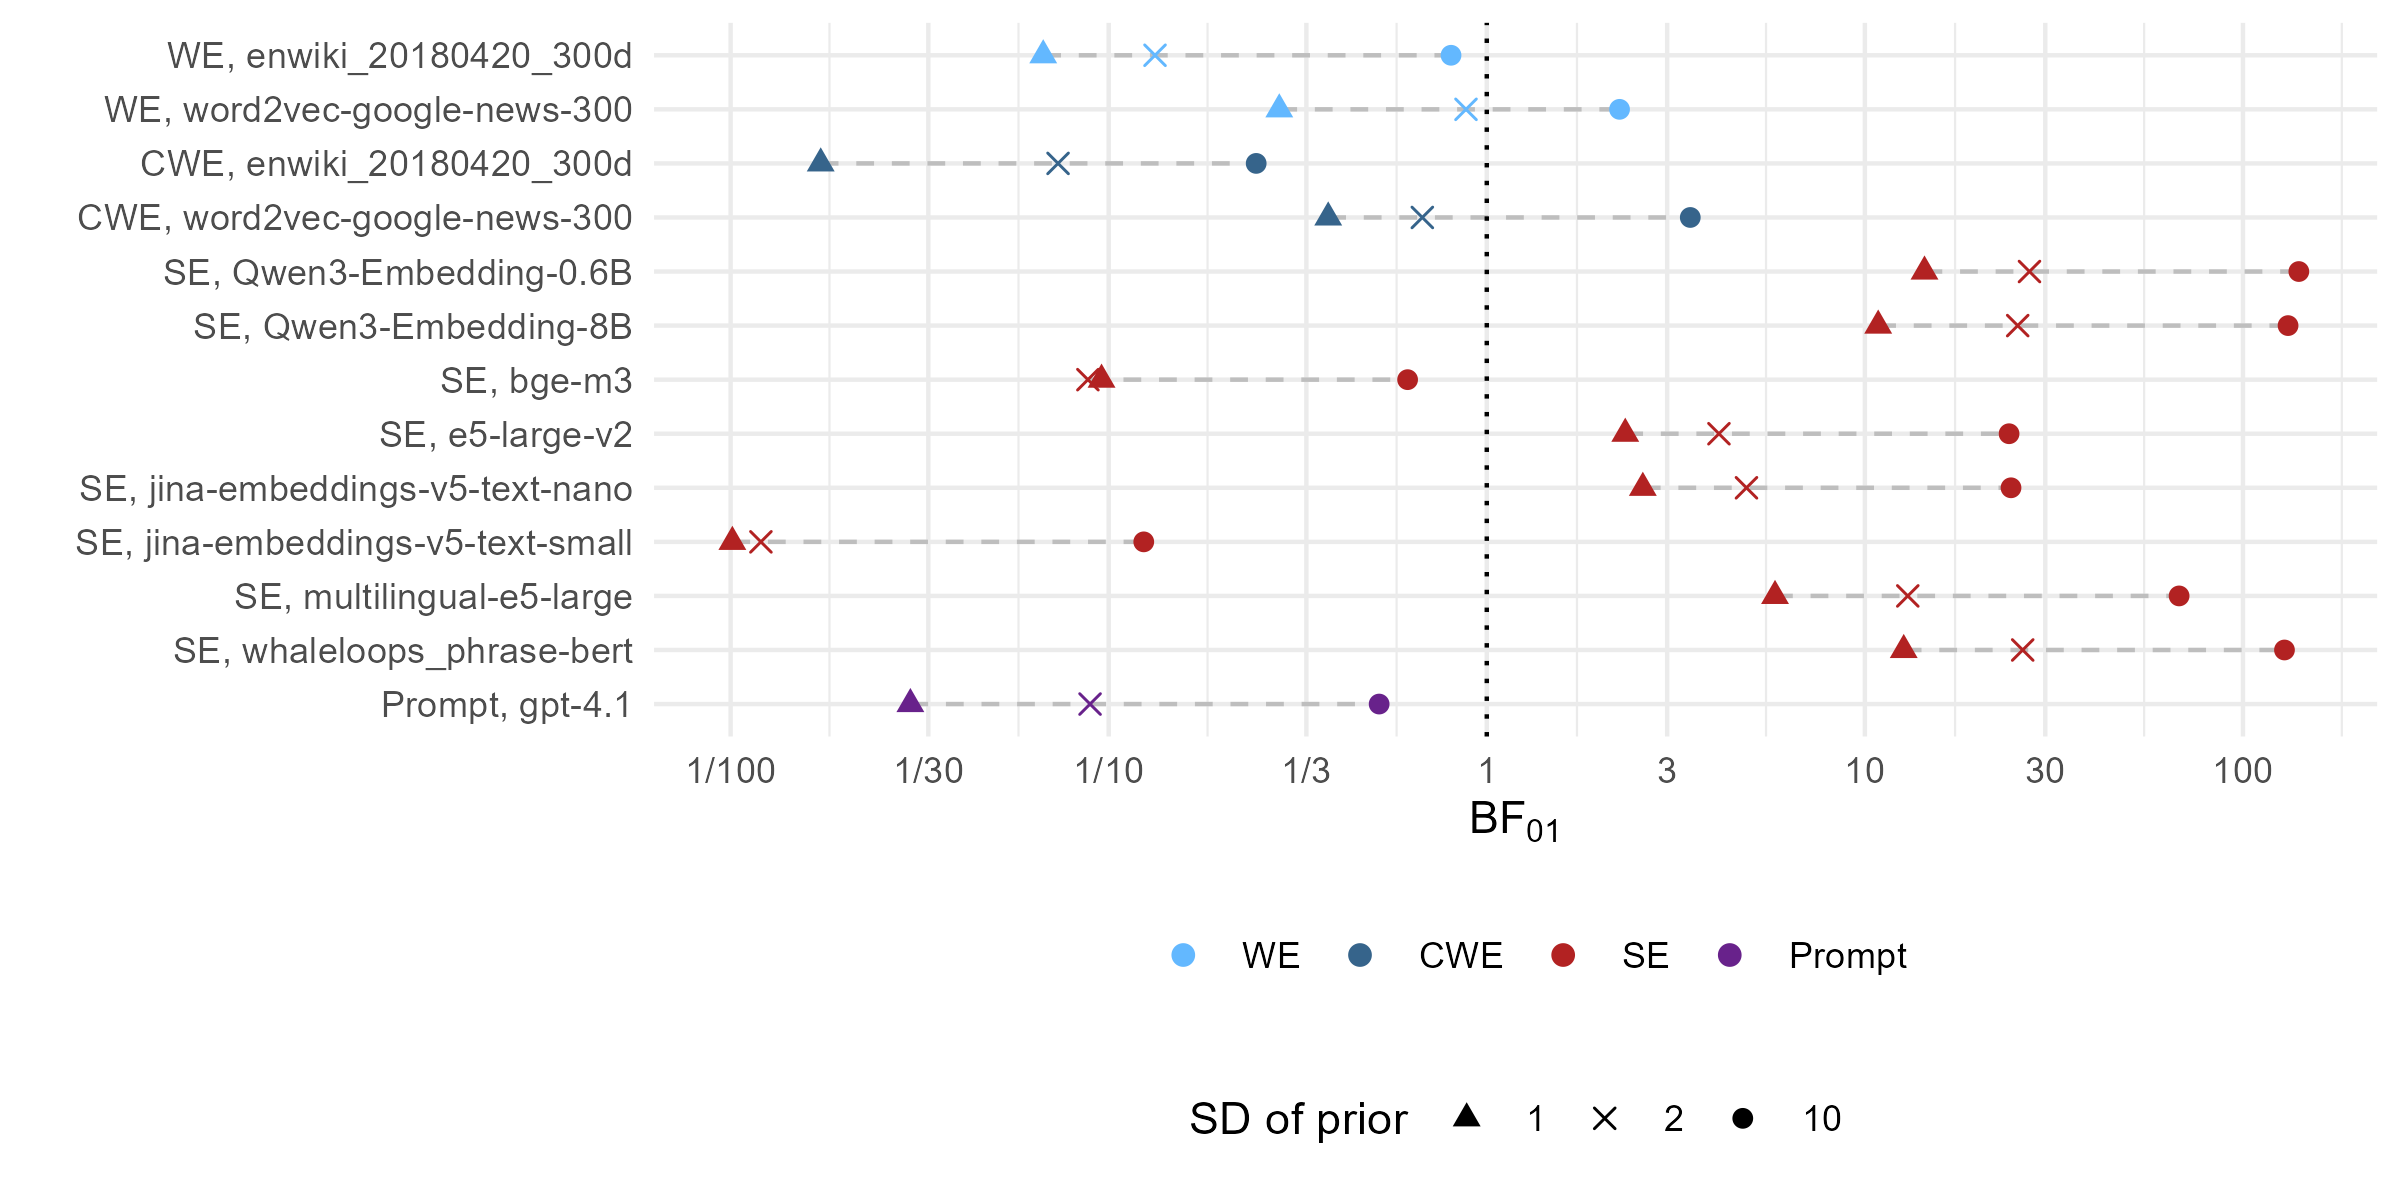 WE, enwiki_20180420_300d
WE, word2vec-google-news-300
CWE, enwiki_20180420_300d
CWE, word2vec-google-news-300
SE, Qwen3-Embedding-0.6B
SE, Qwen3-Embedding-8B
SE, bge-m3
SE, e5-large-v2
SE, jina-embeddings-v5-text-nano
SE, jina-embeddings-v5-text-small
SE, multilingual-e5-large
SE, whaleloops_phrase-bert
Prompt, gpt-4.1
1/100 1/30 1/10 1/3 1 3 10 30 100
BF01
WE CWE SE Prompt
SD of prior 1 2 10